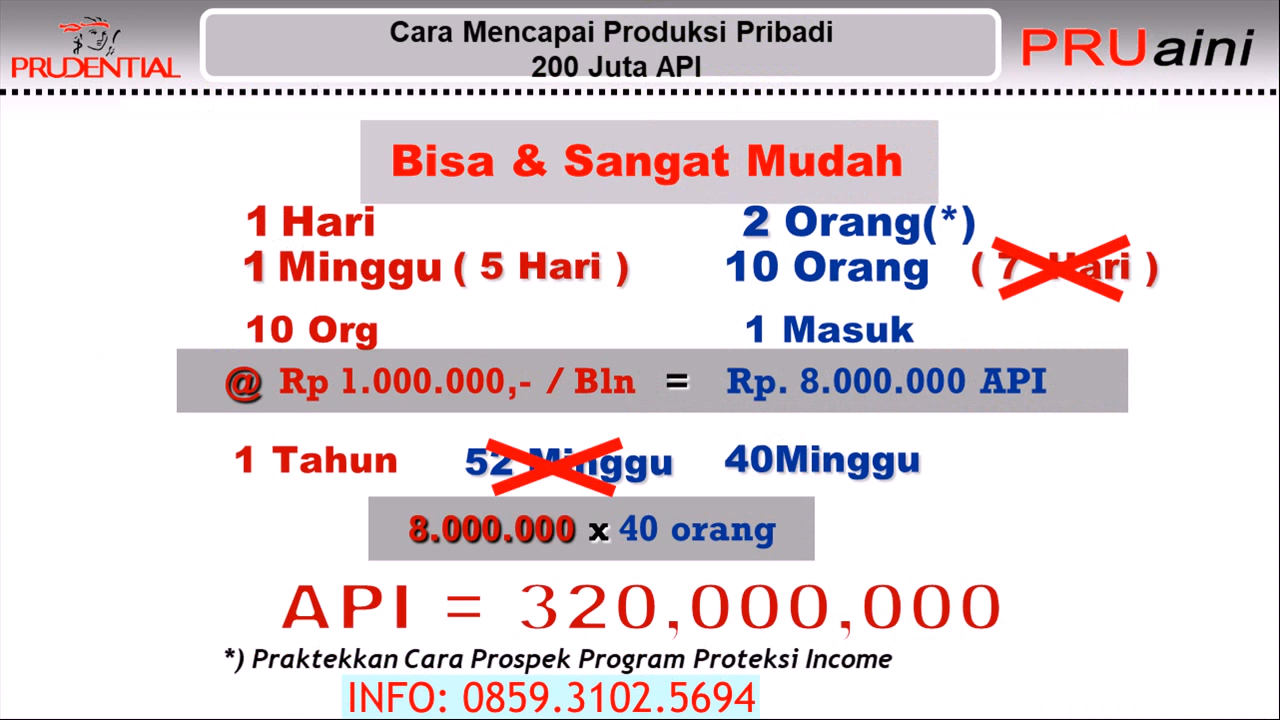 Cara Mencapai Produksi Pribadi
200 Juta API
PRUDENTIAL
PRUaini
Bisa & Sangat Mudah
1 Hari 2 Orang(*)
1 Minggu ( 5 Hari ) 10 Orang ( 7 Hari )
10 Org 1 Masuk
@ Rp 1.000.000,- / Bln = Rp. 8.000.000 API
1 Tahun 52 Minggu 40Minggu
8.000.000 x 40 orang
API = 320,000,000
*) Praktekkan Cara Prospek Program Proteksi Income
INFO: 0859.3102.5694